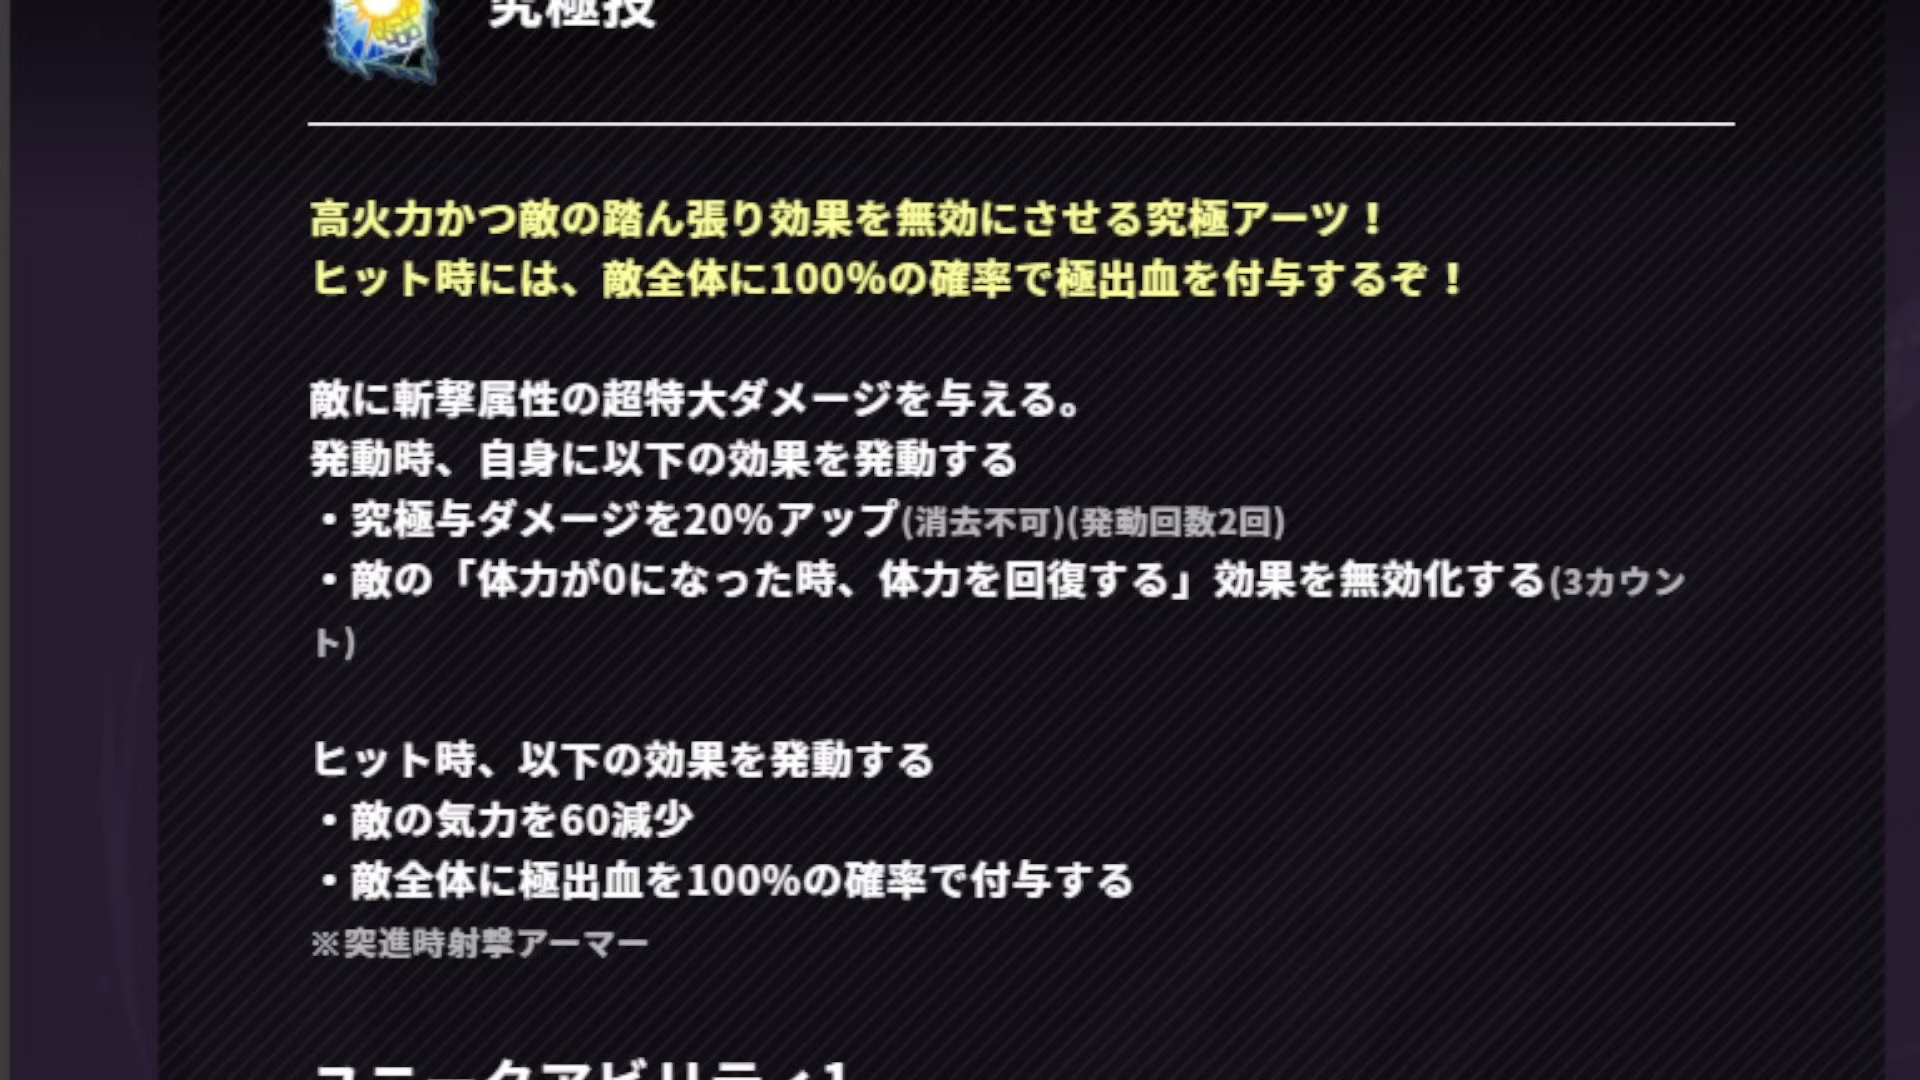 究極技
高火力かつ敵の踏ん張り効果を無効にさせる究極アーツ！
ヒット時には、敵全体に100%の確率で極出血を付与するぞ！
敵に斬撃属性の超特大ダメージを与える。
発動時、自身に以下の効果を発動する
・究極与ダメージを20%アップ(消去不可)(発動回数2回)
・敵の「体力が0になった時、体力を回復する」効果を無効化する(3カウン
ト)
ヒット時、以下の効果を発動する
・敵の気力を60減少
・敵全体に極出血を100%の確率で付与する
※突進時射撃アーマー
ユニークアビリティ1